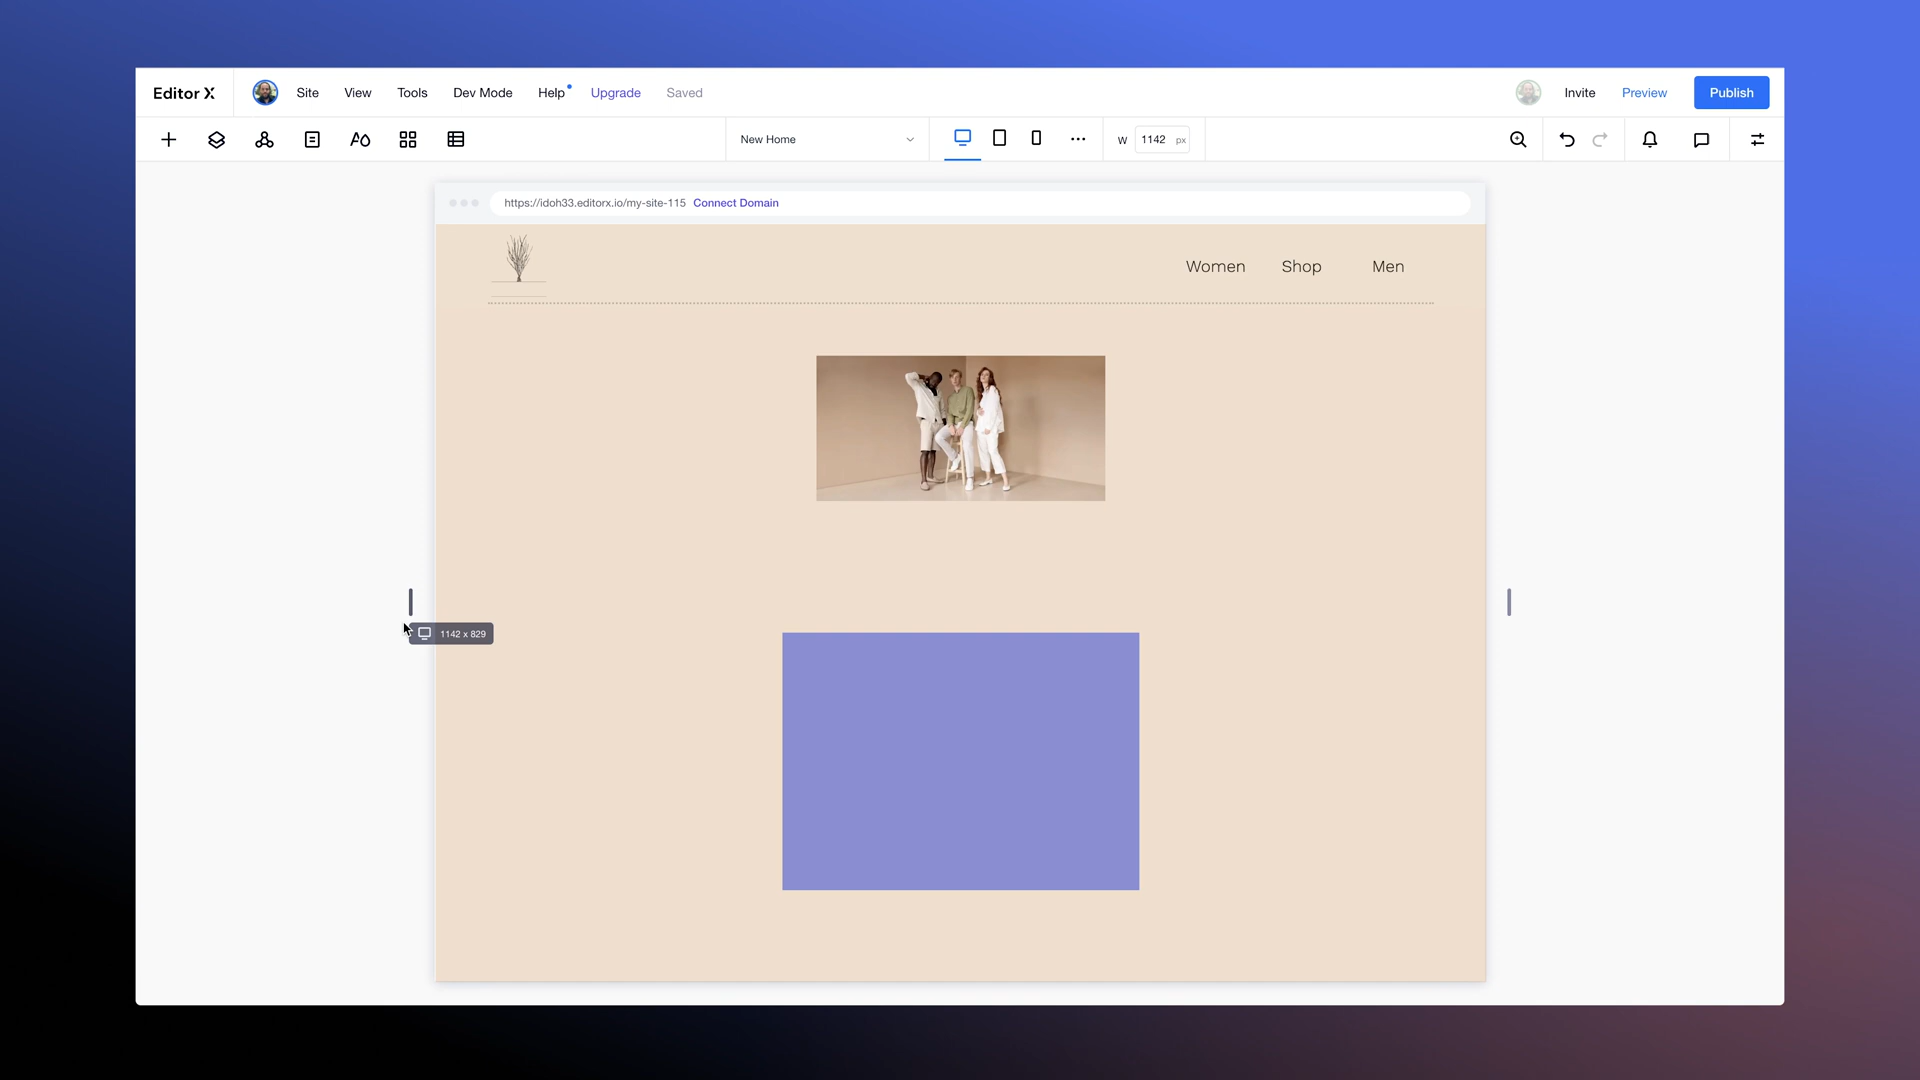 Editor X Site View Tools Dev Mode Help Upgrade Saved Invite Preview Publish
New Home W 1142 px
https://idoh33.editorx.io/my-site-115 Connect Domain
Women Shop Men
1142 x 829